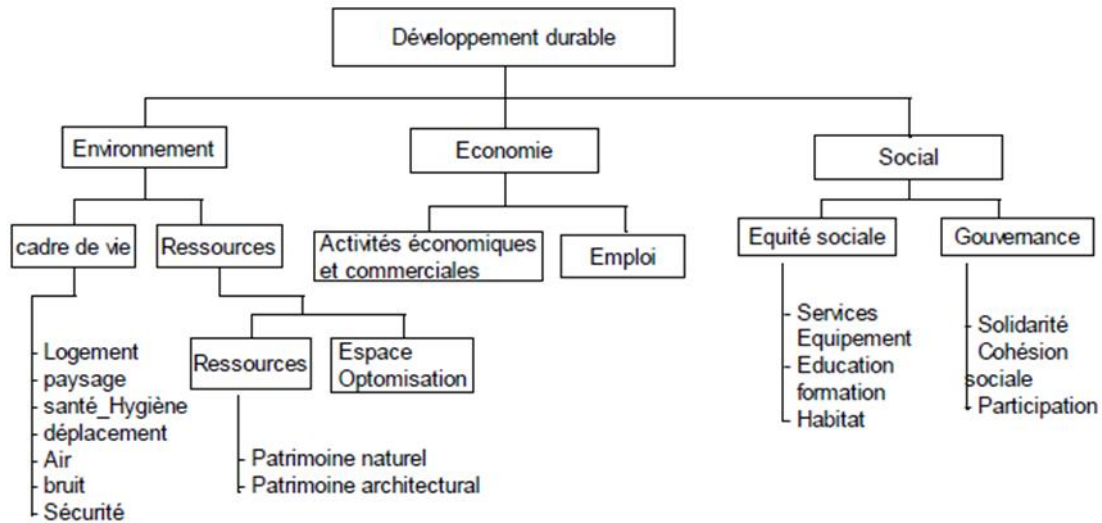 Développement durable
Environnement
Economie
Social
cadre de vie
Ressources
Activités économiques
et commerciales
Emploi
Equité sociale
Gouvernance
- Logement
- paysage
- santé_Hygiène
- déplacement
- Air
- bruit
- Sécurité
Ressources
Espace
Optomisation
- Patrimoine naturel
- Patrimoine architectural
- Services
Equipement
- Education
formation
- Habitat
- Solidarité
Cohésion
sociale
- Participation